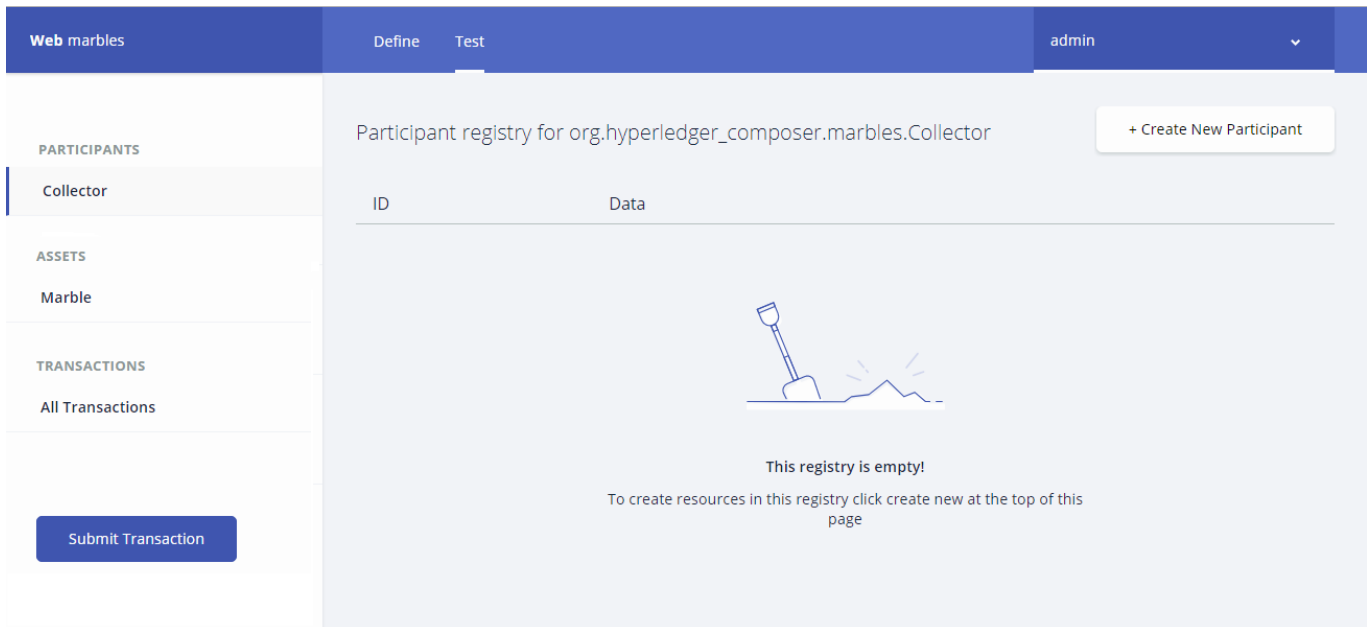 Web marbles
Define
Test
admin
Participant registry for org.hyperledger_composer.marbles.Collector
+ Create New Participant
PARTICIPANTS
Collector
ID
Data
ASSETS
Marble
TRANSACTIONS
All Transactions
This registry is empty!
To create resources in this registry click create new at the top of this
page
Submit Transaction